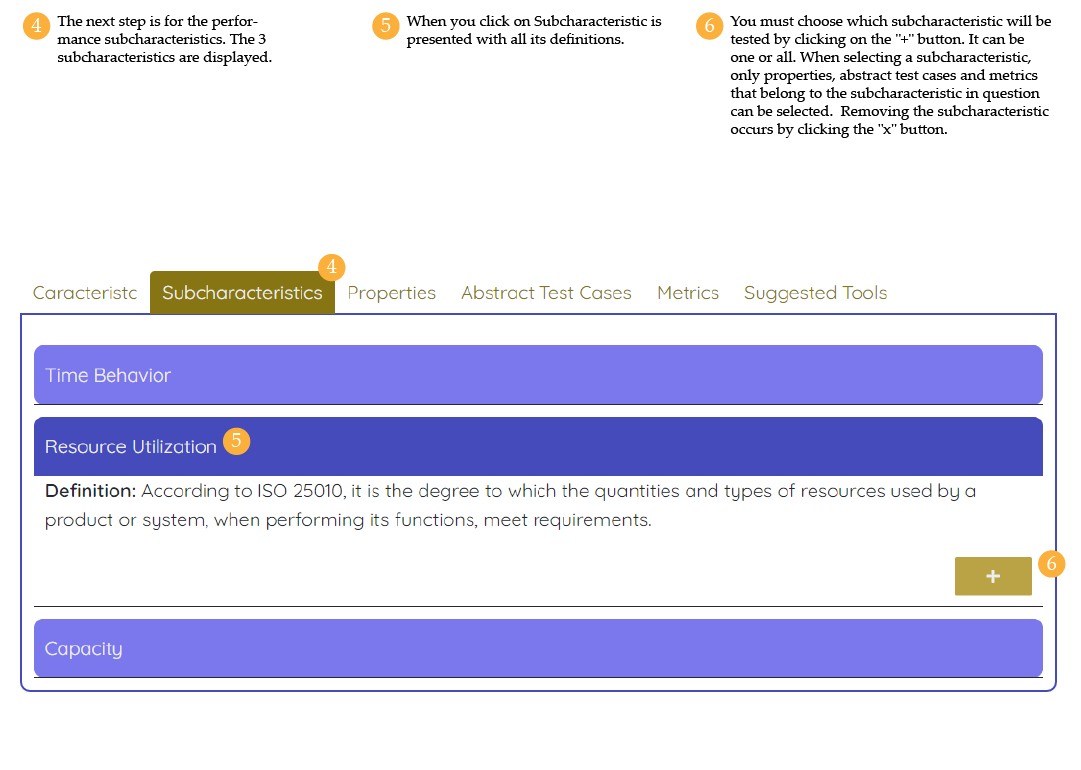 4
The next step is for the perfor-
mance subcharacteristics. The 3
subcharacteristics are displayed.
5
When you click on Subcharacteristic is
presented with all its definitions.
6
You must choose which subcharacteristic will be
tested by clicking on the "+" button. It can be
one or all. When selecting a subcharacteristic,
only properties, abstract test cases and metrics
that belong to the subcharacteristic in question
can be selected.  Removing the subcharacteristic
occurs by clicking the "x" button.
4
Caracteristc Subcharacteristics Properties Abstract Test Cases Metrics Suggested Tools
Time Behavior
Resource Utilization 5
Definition: According to ISO 25010, it is the degree to which the quantities and types of resources used by a
product or system, when performing its functions, meet requirements.
+ 6
Capacity